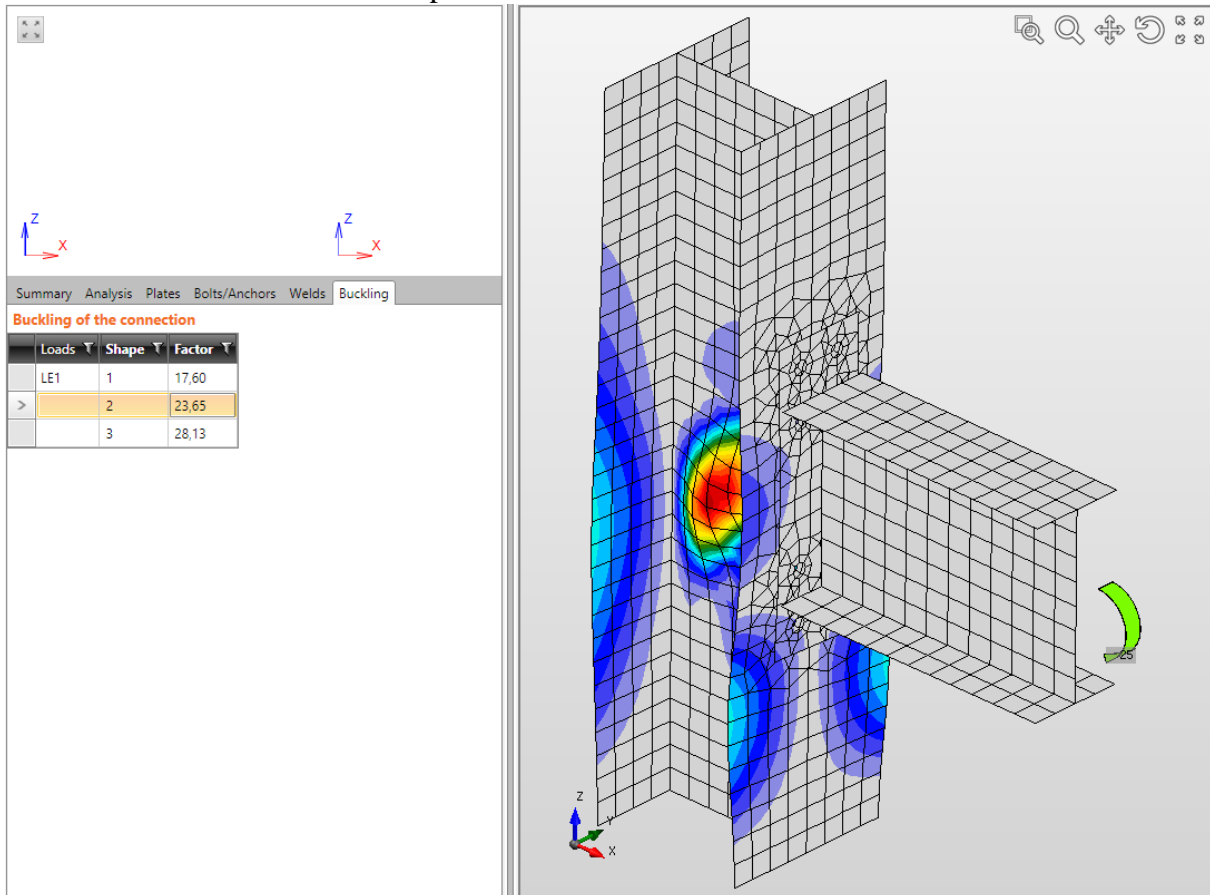 Z
X
Z
X
Summary Analysis Plates Bolts/Anchors Welds Buckling
Buckling of the connection
Loads Shape Factor
LE1 1 17,60
> 2 23,65
3 28,13
25
Z
Y
X